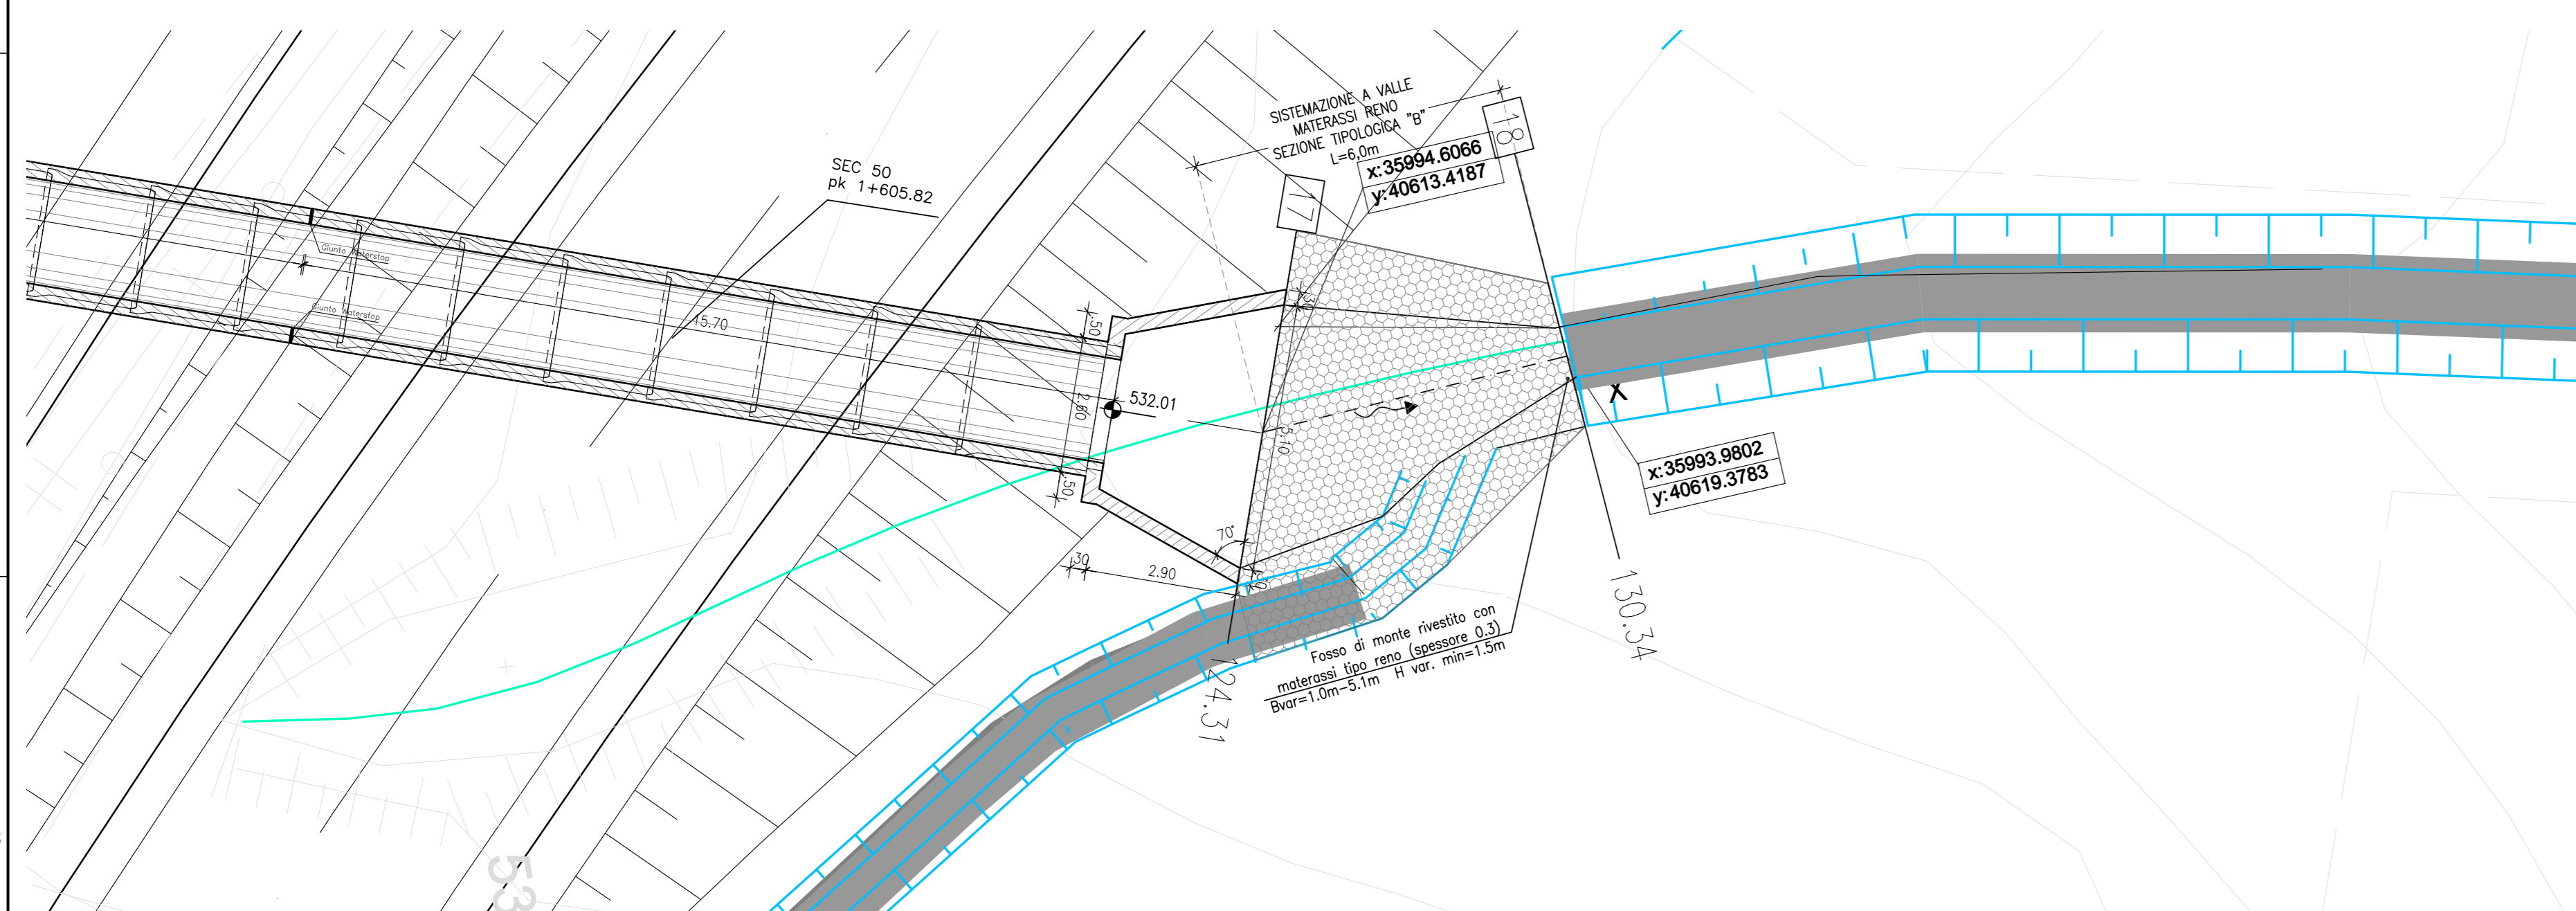 SISTEMAZIONE A VALLE
MATERASSI RENO
SEZIONE TIPOLOGICA "B"
L=6,0m
18
17
x:35994.6066
y:40613.4187
SEC 50
pk 1+605.82
Giunto Waterstop
Giunto Waterstop
15.70
.50
2.60
.50
532.01
.30
5.10
70°
.30
2.90
x:35993.9802
y:40619.3783
X
Fosso di monte rivestito con
materassi tipo reno (spessore 0.3)
Bvar=1.0m-5.1m H var. min=1.5m
124.31
130.34
53